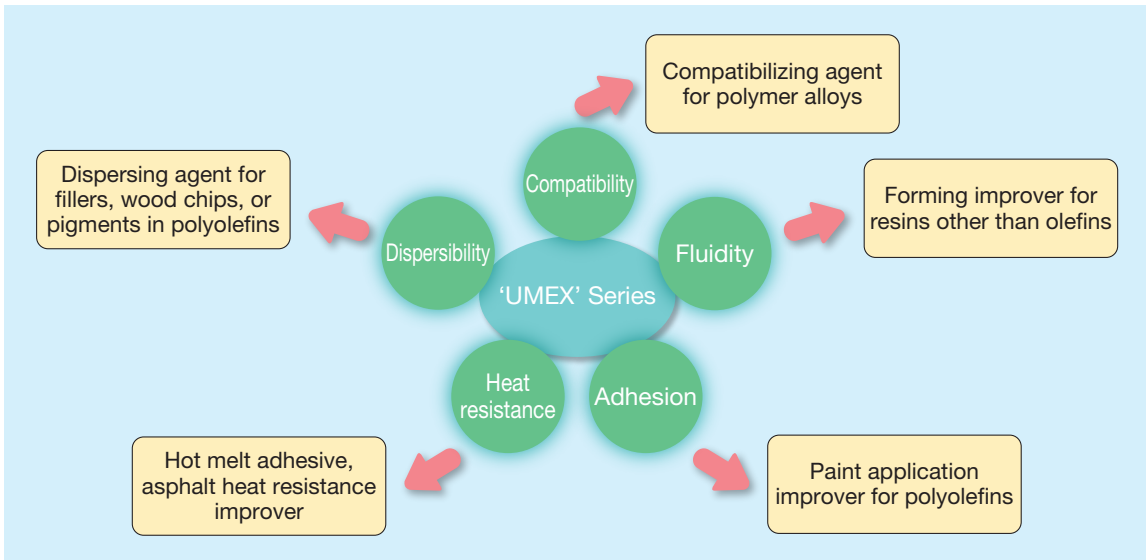 Compatibilizing agent
for polymer alloys
Compatibility
Dispersing agent for
fillers, wood chips, or
pigments in polyolefins
Dispersibility
Fluidity
Forming improver for
resins other than olefins
‘UMEX’ Series
Heat
resistance
Adhesion
Hot melt adhesive,
asphalt heat resistance
improver
Paint application
improver for polyolefins